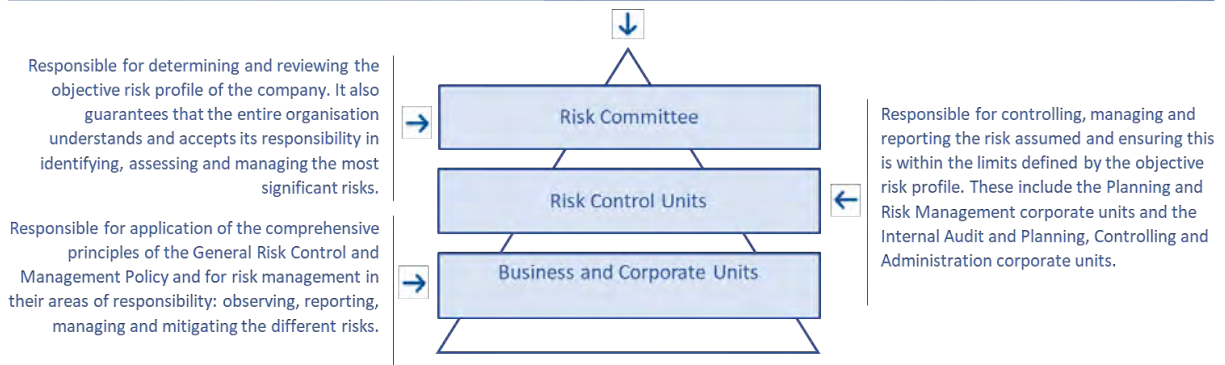 Responsible for determining and reviewing the
objective risk profile of the company. It also
guarantees that the entire organisation
understands and accepts its responsibility in
identifying, assessing and managing the most
significant risks.
Risk Committee
Responsible for controlling, managing and
reporting the risk assumed and ensuring this
is within the limits defined by the objective
risk profile. These include the Planning and
Risk Management corporate units and the
Internal Audit and Planning, Controlling and
Administration corporate units.
Risk Control Units
Responsible for application of the comprehensive
principles of the General Risk Control and
Management Policy and for risk management in
their areas of responsibility: observing, reporting,
managing and mitigating the different risks.
Business and Corporate Units